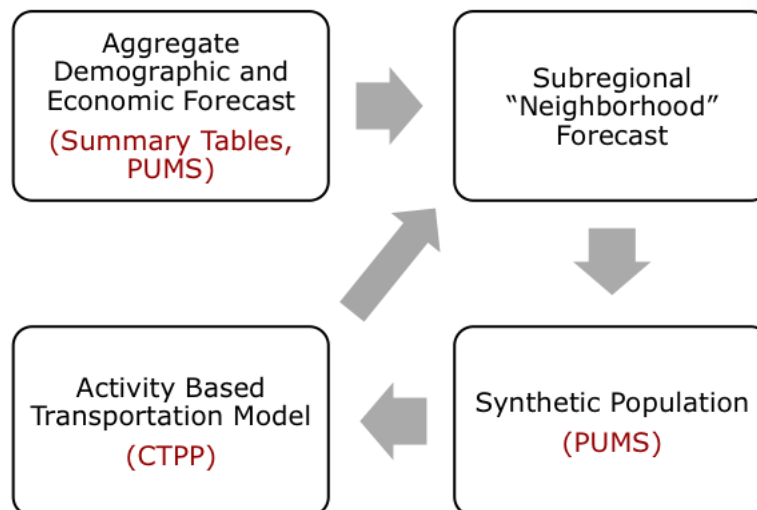 Aggregate
Demographic and
Economic Forecast
(Summary Tables,
PUMS)
Subregional
“Neighborhood”
Forecast
Activity Based
Transportation Model
(CTPP)
Synthetic Population
(PUMS)